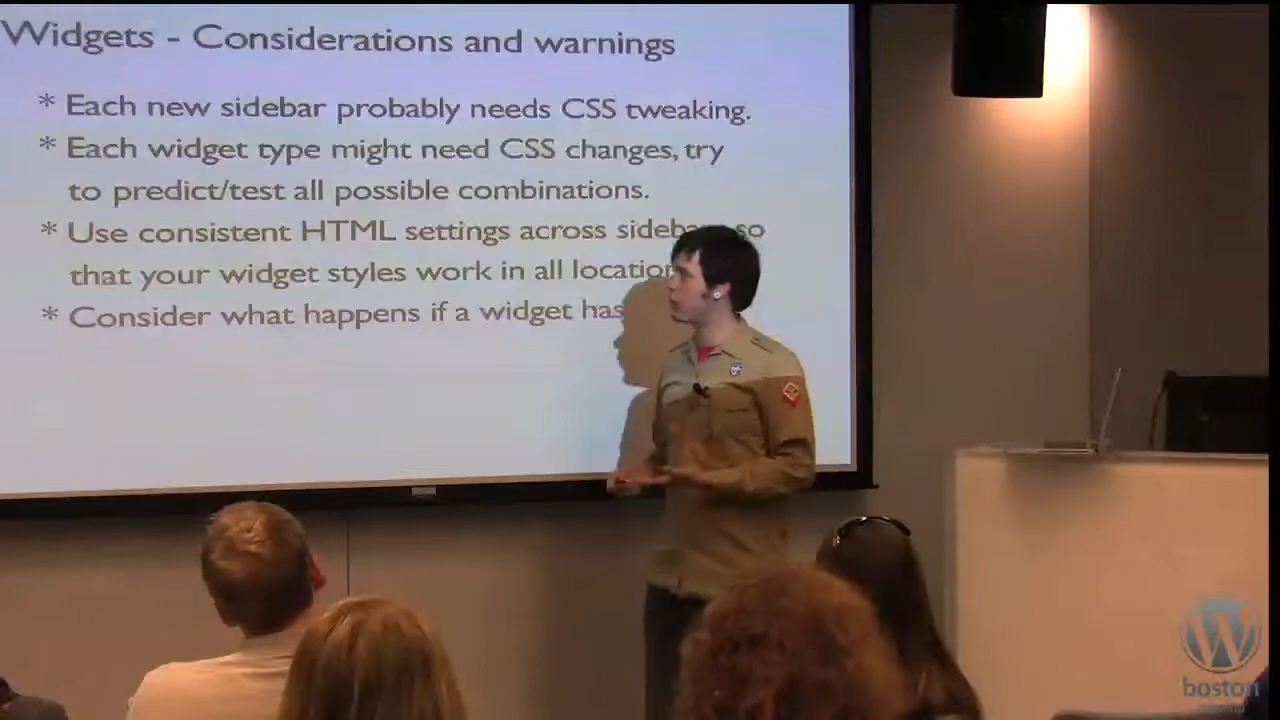 Widgets - Considerations and warnings
* Each new sidebar probably needs CSS tweaking.
* Each widget type might need CSS changes, try
to predict/test all possible combinations.
* Use consistent HTML settings across so
that your widget styles work in all
* Consider what happens if a widget has
W
boston